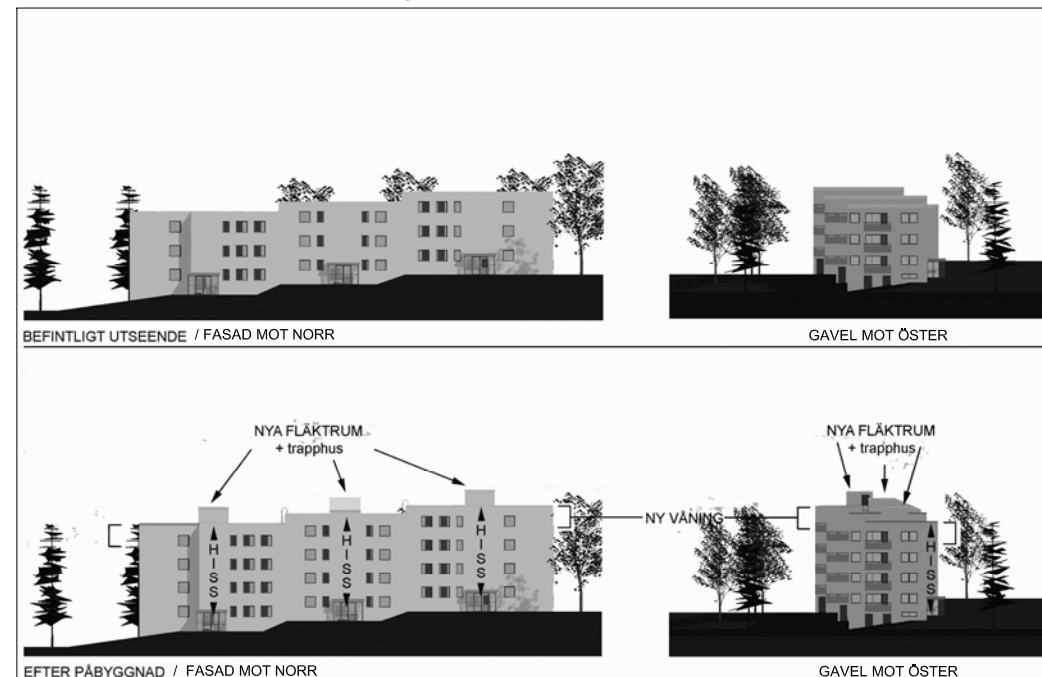 BEFINTLIGT UTSEENDE / FASAD MOT NORR
GAVEL MOT ÖSTER
NYA FLÄKTRUM
+ trapphus
NYA FLÄKTRUM
+ trapphus
NY VÅNING
HISS
HISS
HISS
HISS
EFTER PÅBYGGNAD / FASAD MOT NORR
GAVEL MOT ÖSTER